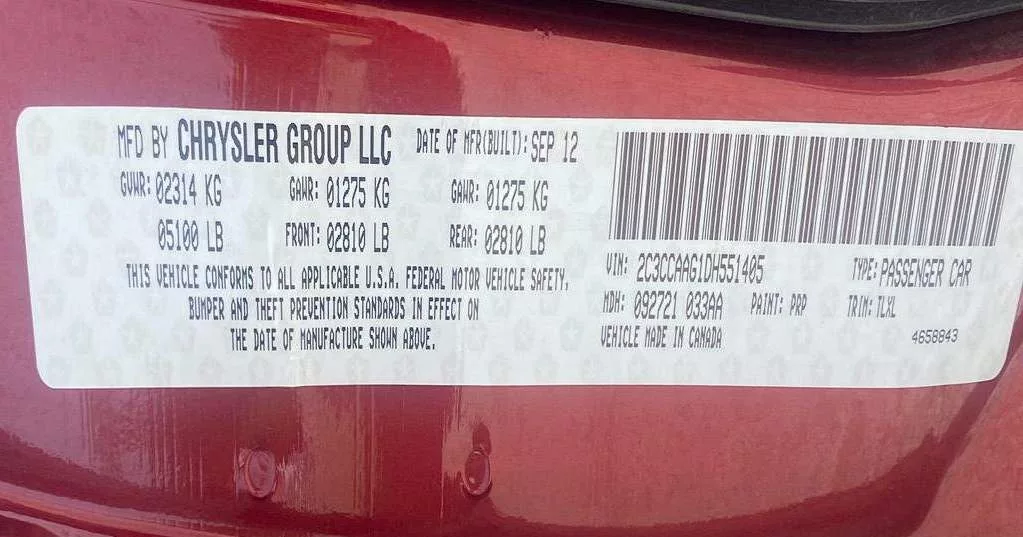 MFD BY CHRYSLER GROUP LLC DATE OF MFR(BUILT): SEP 12
GVWR: 02314 KG GAWR: 01275 KG GAWR: 01275 KG
05100 LB FRONT: 02810 LB REAR: 02810 LB
THIS VEHICLE CONFORMS TO ALL APPLICABLE U.S.A. FEDERAL MOTOR VEHICLE SAFETY,
BUMPER AND THEFT PREVENTION STANDARDS IN EFFECT ON
THE DATE OF MANUFACTURE SHOWN ABOVE.
VIN: 2C3CCAAG1DH551405 TYPE: PASSENGER CAR
MDH: 092721 033AA PAINT: PRP TRIM: TLXL
VEHICLE MADE IN CANADA 4658843